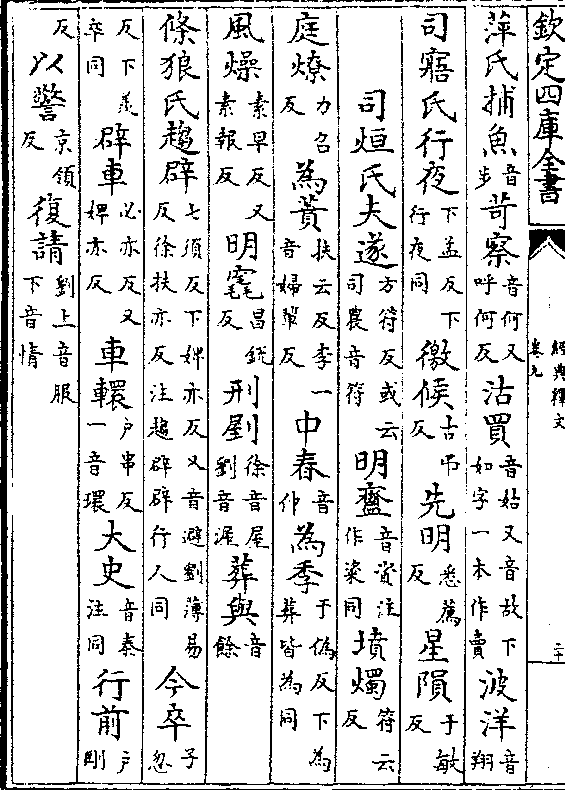 欽定四庫全書
經典釋文
卷九
二十
萍氏捕魚音步苛察音何又呼何反沽買音姑又音故下如字一本作賣波洋音翔
司寤氏行夜下孟反下行夜同徼候古弔反先明悉薦反星隕于敏反
司烜氏夫遂方符反或云司農音符明齍音資注作粢同墳燭符云反
庭燎力召反為蕡扶云反李一音婦輩反中春音仲為季于偽反下為葬皆為同
風燥素早反又素報反明竁昌銳反刑剭徐音屋劉音渥葬與音餘
條狼氏趨辟七須反下婢亦反又音避劉薄易反徐扶亦反注趨辟辟行人同今卒子忽
反下羗卒同辟車必亦反又婢亦反車轘戶串反一音環大史音泰注同行前戶剛
反以警京領反復請劉上音服下音情